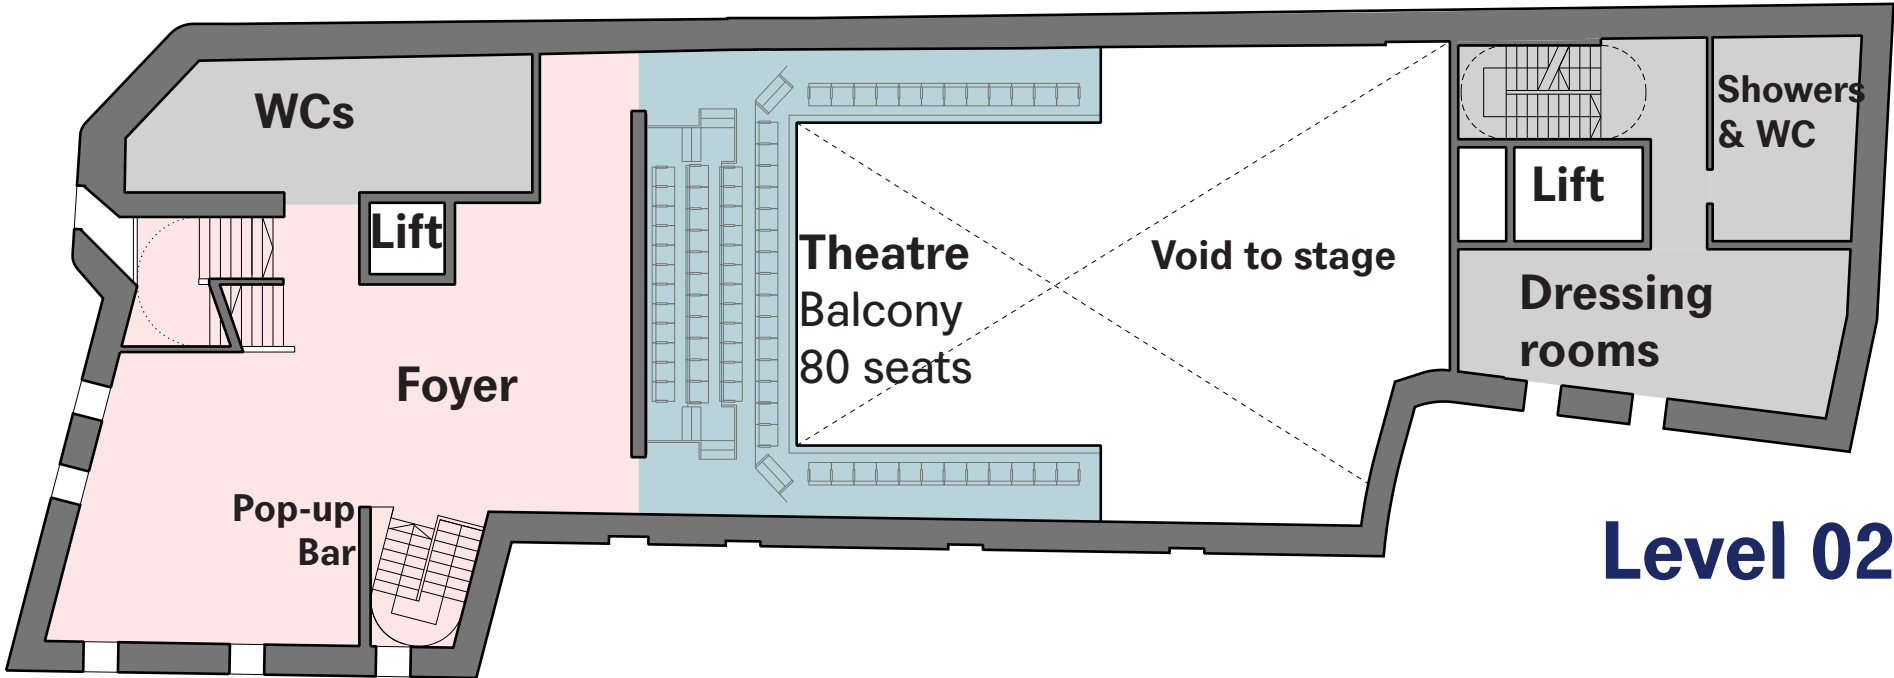 WCs
Lift
Foyer
Pop-up
Bar
Theatre
Balcony
80 seats
Void to stage
Showers
& WC
Lift
Dressing
rooms
Level 02